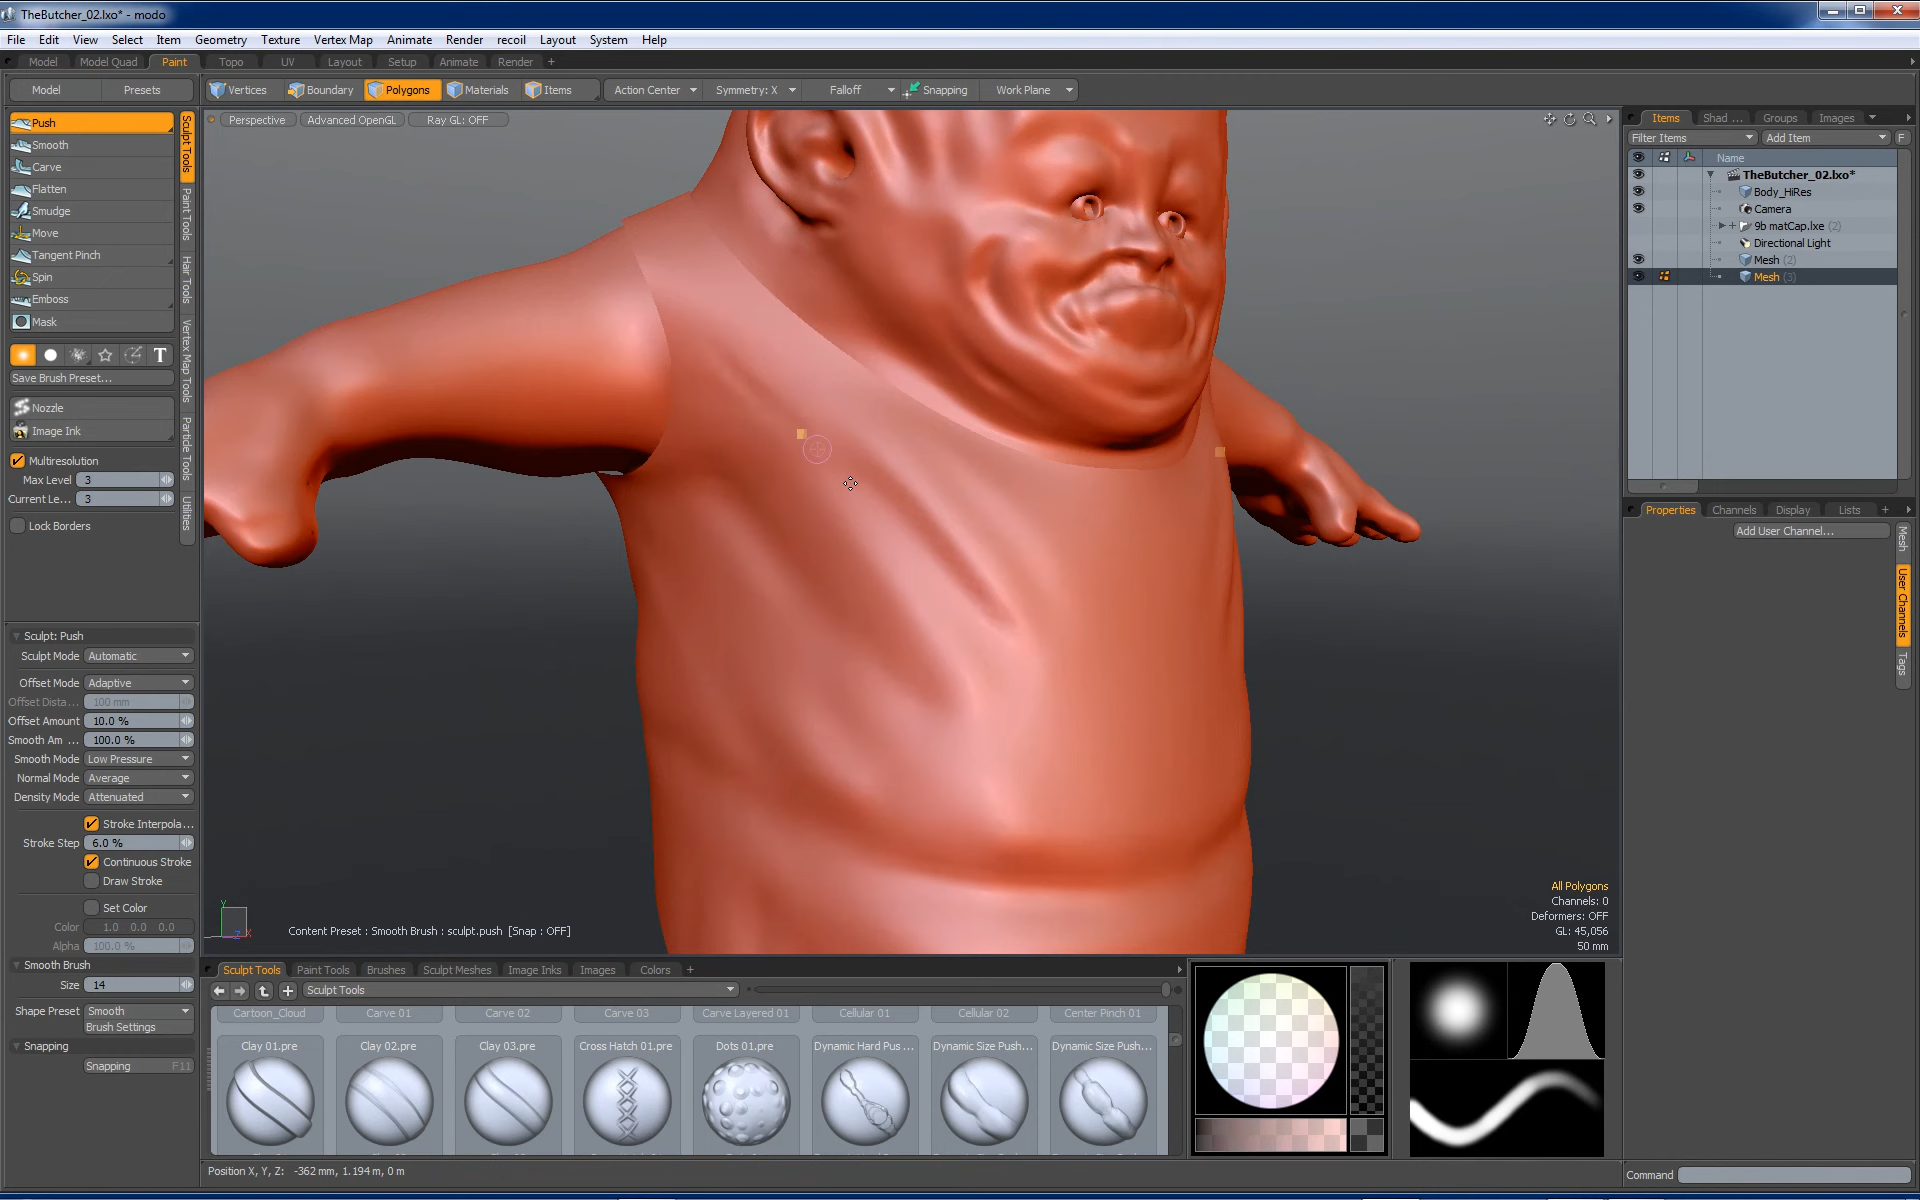 TheButcher_02.lxo* - modo
File Edit View Select Item Geometry Texture Vertex Map Animate Render recoil Layout System Help
Model Model Quad Paint Topo UV Layout Setup Animate Render +
Model Presets Vertices Boundary Polygons Materials Items Action Center Symmetry: X Falloff Snapping Work Plane
Push
Smooth
Carve
Flatten
Smudge
Move
Tangent Pinch
Spin
Emboss
Mask
T
Save Brush Preset...
Nozzle
Image Ink
Multiresolution
Max Level 3
Current Le... 3
Lock Borders
Sculpt Tools
Paint Tools
Hair Tools
Vertex Map Tools
Particle Tools
Utilities
Sculpt: Push
Sculpt Mode Automatic
Offset Mode Adaptive
Offset Dista... 100 mm
Offset Amount 10.0 %
Smooth Am ... 100.0 %
Smooth Mode Low Pressure
Normal Mode Average
Density Mode Attenuated
Stroke Interpola...
Stroke Step 6.0 %
Continuous Stroke
Draw Stroke
Set Color
Color 1.0 0.0 0.0
Alpha 100.0 %
Smooth Brush
Size 14
Shape Preset Smooth
Brush Settings
Snapping
Snapping F11
Perspective Advanced OpenGL Ray GL: OFF
Y
Z X
Content Preset : Smooth Brush : sculpt.push [Snap : OFF]
All Polygons
Channels: 0
Deformers: OFF
GL: 45,056
50 mm
Sculpt Tools Paint Tools Brushes Sculpt Meshes Image Inks Images Colors +
Sculpt Tools
Cartoon_Cloud Carve 01 Carve 02 Carve 03 Carve Layered 01 Cellular 01 Cellular 02 Center Pinch 01
Clay 01.pre Clay 02.pre Clay 03.pre Cross Hatch 01.pre Dots 01.pre Dynamic Hard Pus ... Dynamic Size Push... Dynamic Size Push...
Position X, Y, Z: -362 mm, 1.194 m, 0 m
Items Shad ... Groups Images
Filter Items Add Item F
Name
TheButcher_02.lxo*
Body_HiRes
Camera
9b matCap.lxe (2)
Directional Light
Mesh (2)
Mesh (3)
Properties Channels Display Lists +
Add User Channel...
Mesh
User Channels
Tags
Command